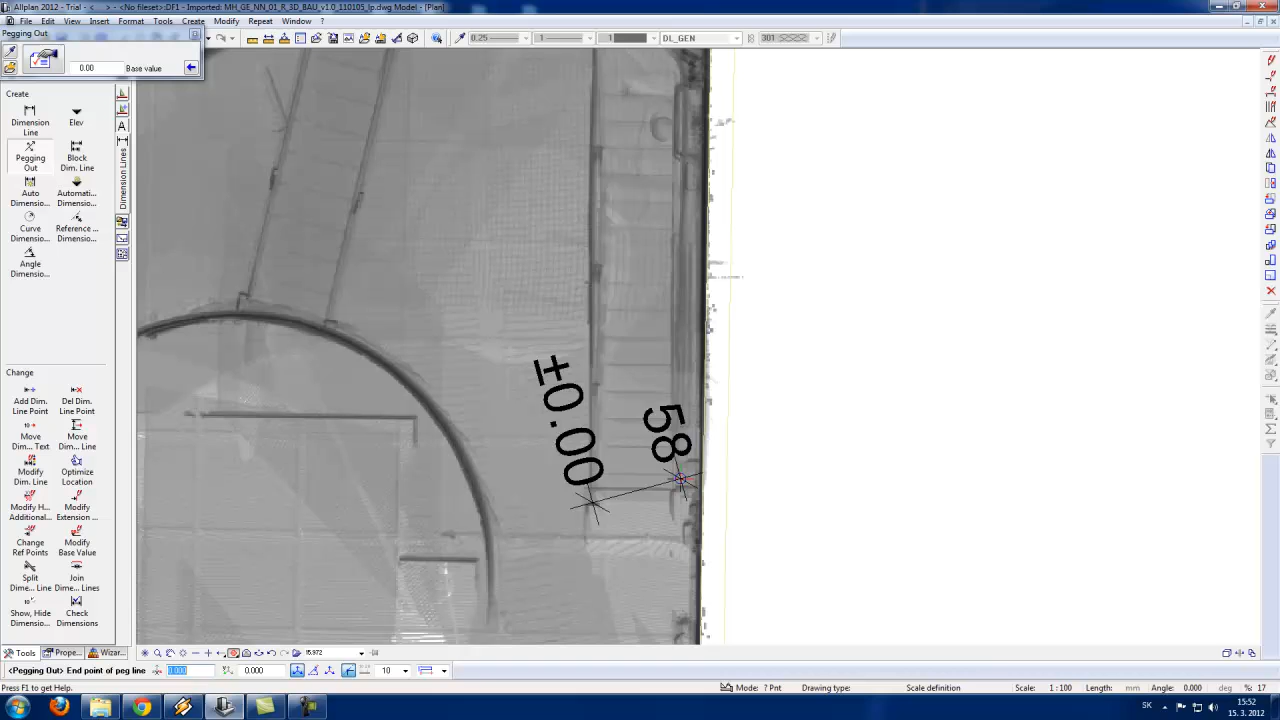 Allplan 2012 - Trial - < > - <No fileset>:DF1 - Imported: MH_GE_NN_01_R_3D_BAU_v1.0_110105_lp.dwg Model - [Plan]
File Edit View Insert Format Tools Create Modify Repeat Window ?
Pegging Out
0.25 1 1 DL_GEN 301
0.00 Base value
Create
Dimension Line
Elev
Pegging Out
Block Dim. Line
Auto Dimensio...
Automati... Dimensio...
Curve Dimensio...
Reference ... Dimensio...
Angle Dimensio...
Dimension Lines
±0.00
58
Change
Add Dim. Line Point
Del Dim. Line Point
Move Dim... Text
Move Dim... Line
Modify Dim. Line
Optimize Location
Modify H... Additional...
Modify Extension ...
Change Ref Points
Modify Base Value
Split Dime... Line
Join Dime... Lines
Show, Hide Dimensio...
Check Dimensions
Tools Prope... Wizar...
15.972
<Pegging Out> End point of peg line 0.000 0.000 10
Press F1 to get Help.
Mode: ? Pnt Drawing type: Scale definition Scale: 1:100 Length: mm Angle: 0.000 deg % 17
SK 15:52
15. 3. 2012